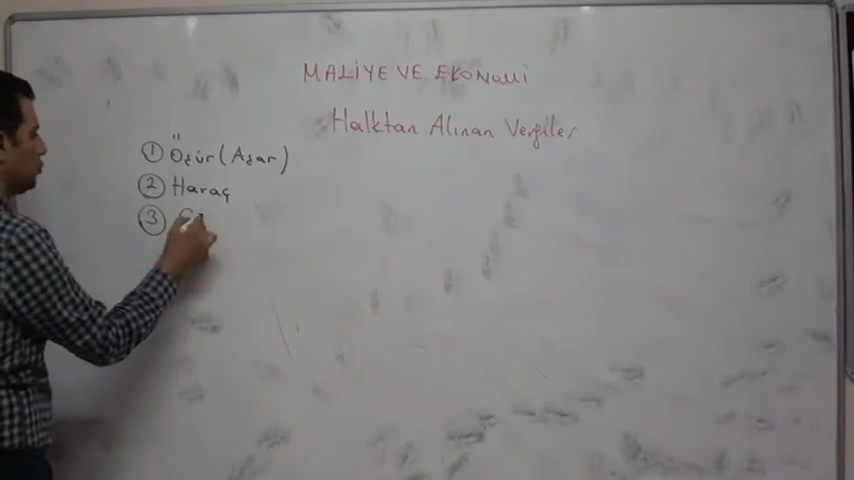 MALİYE VE EKONOMİ
Halktan Alınan Vergiler
① Öşür (Aşar)
② Haraç
③